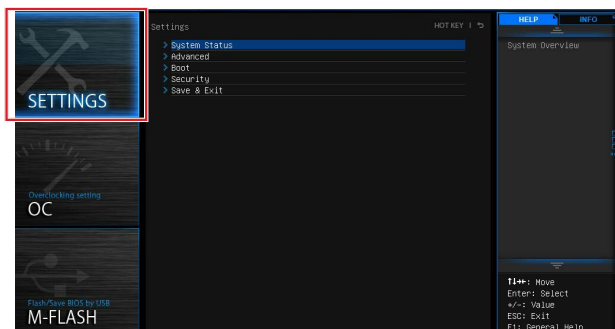 SETTINGS
Overclocking setting
OC
Flash/Save BIOS by USB
M-FLASH
Settings
HOT KEY |
> System Status
> Advanced
> Boot
> Security
> Save & Exit
HELP INFO
System Overview
↑↓→←: Move
Enter: Select
+/-: Value
ESC: Exit
F1: General Help